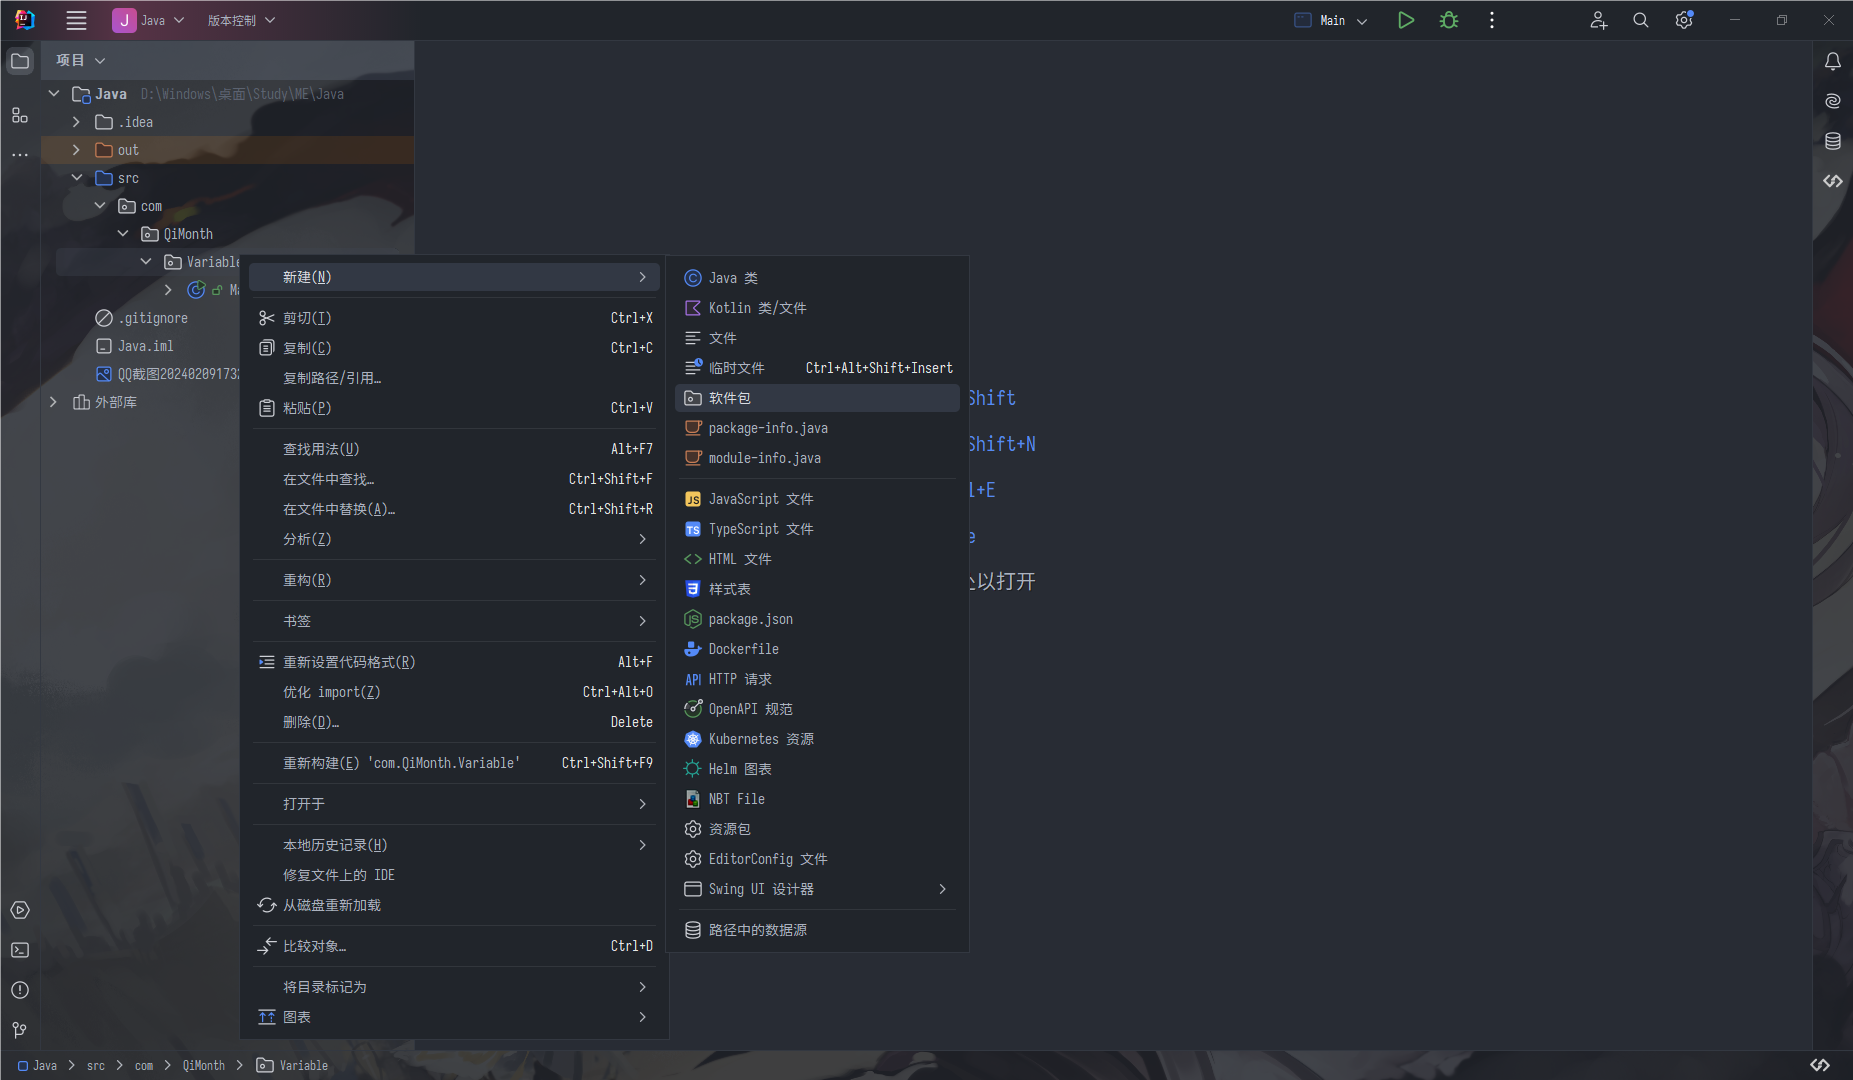 J Java 版本控制 Main
项目
Java D:\Windows\桌面\Study\ME\Java
.idea
out
src
com
QiMonth
Variable
.gitignore
Java.iml
QQ截图202402091732
外部库
新建(N)
剪切(T) Ctrl+X
复制(C) Ctrl+C
复制路径/引用…
粘贴(P) Ctrl+V
查找用法(U) Alt+F7
在文件中查找… Ctrl+Shift+F
在文件中替换(A)… Ctrl+Shift+R
分析(Z)
重构(R)
书签
重新设置代码格式(R) Alt+F
优化 import(Z) Ctrl+Alt+O
删除(D)… Delete
重新构建(E) 'com.QiMonth.Variable' Ctrl+Shift+F9
打开于
本地历史记录(H)
修复文件上的 IDE
从磁盘重新加载
比较对象… Ctrl+D
将目录标记为
图表
Java 类
Kotlin 类/文件
文件
临时文件 Ctrl+Alt+Shift+Insert
软件包
package-info.java
module-info.java
JS JavaScript 文件
TS TypeScript 文件
HTML 文件
样式表
package.json
Dockerfile
API HTTP 请求
OpenAPI 规范
Kubernetes 资源
Helm 图表
NBT File
资源包
EditorConfig 文件
Swing UI 设计器
路径中的数据源
Shift
Shift+N
l+E
e
以打开
Java src com QiMonth Variable